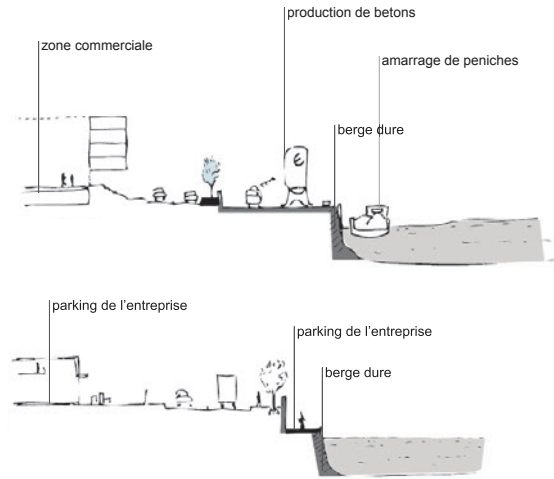 production de betons
zone commerciale
amarrage de peniches
berge dure
parking de l'entreprise
parking de l'entreprise
berge dure